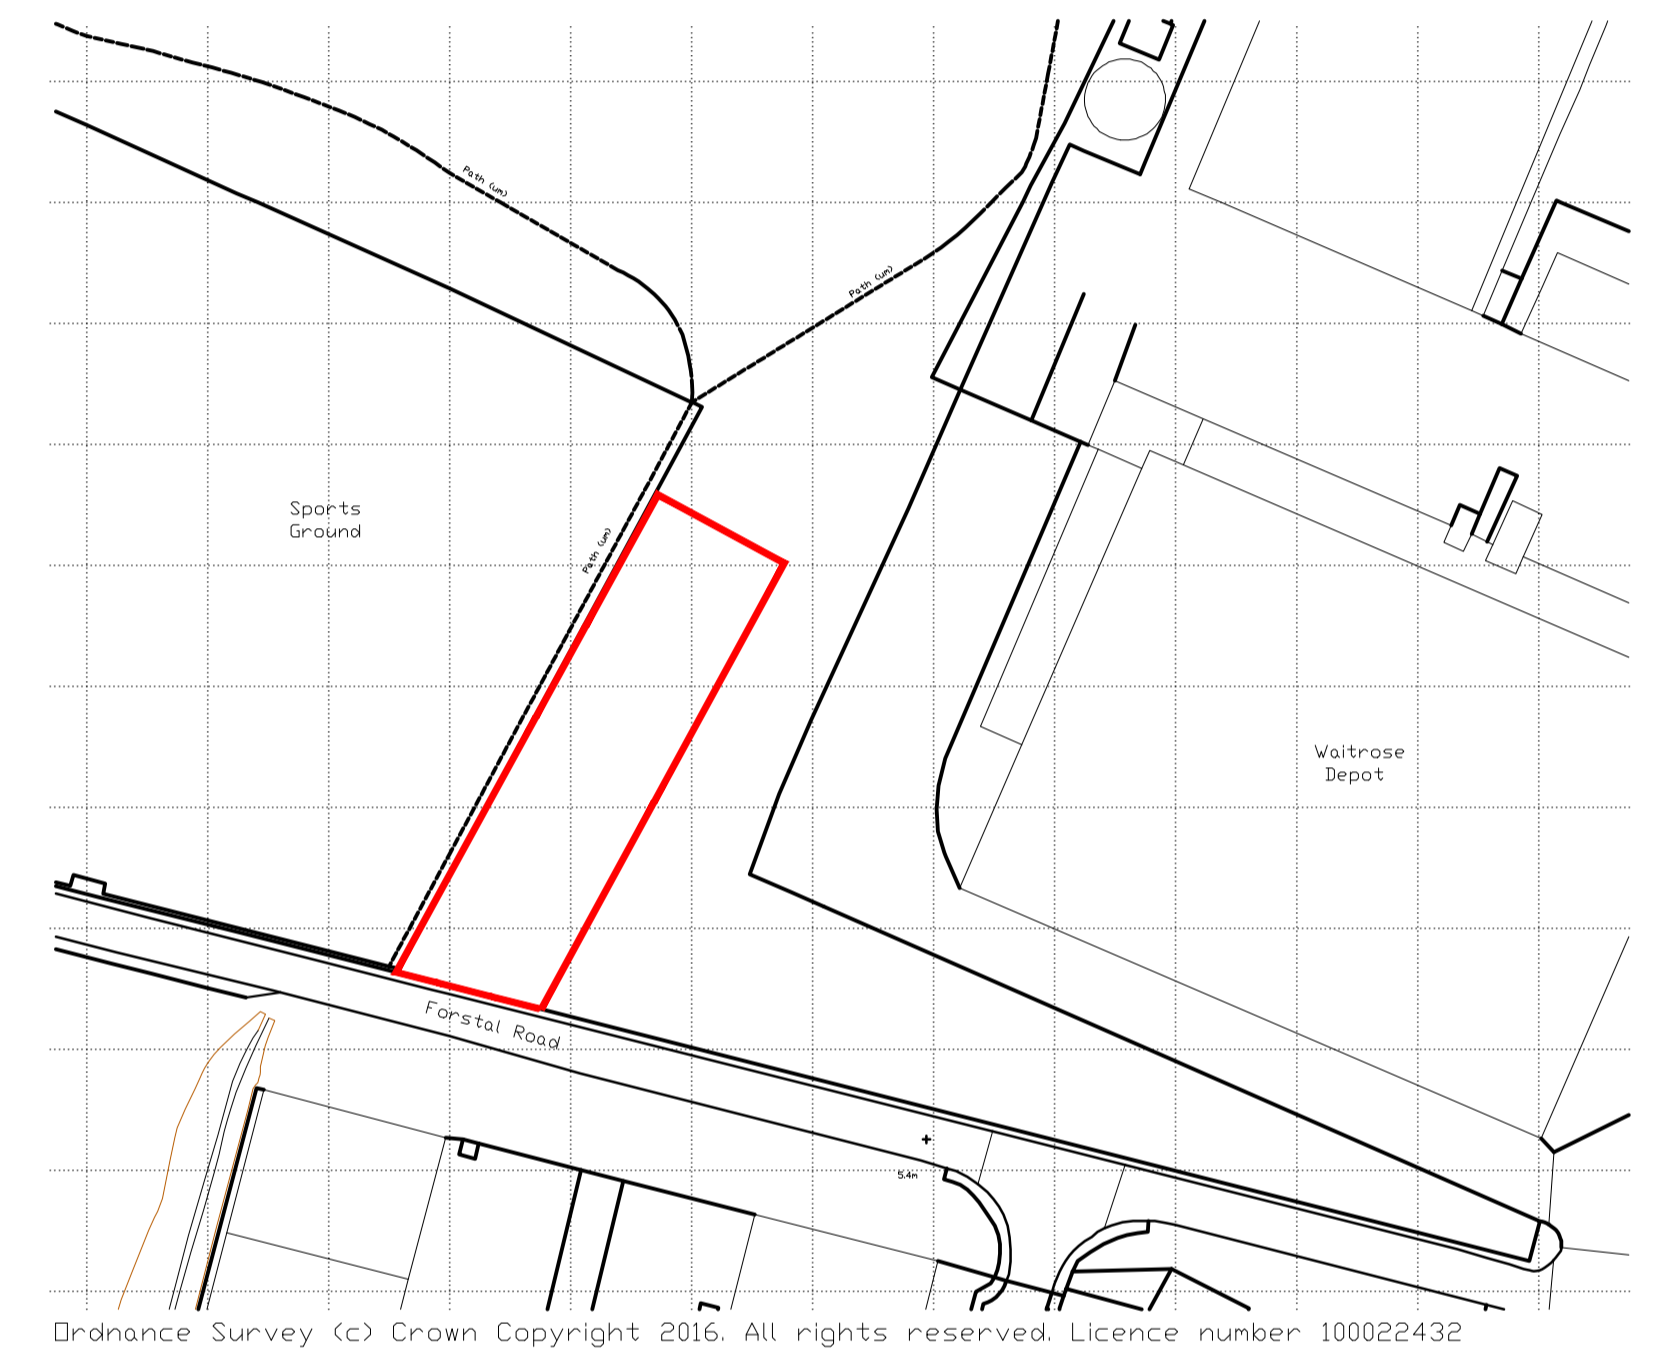 Path (um)
Path (um)
Sports
Ground
Path (um)
Waitrose
Depot
Forstal Road
5.4m
Ordnance Survey (c) Crown Copyright 2016. All rights reserved. Licence number 100022432